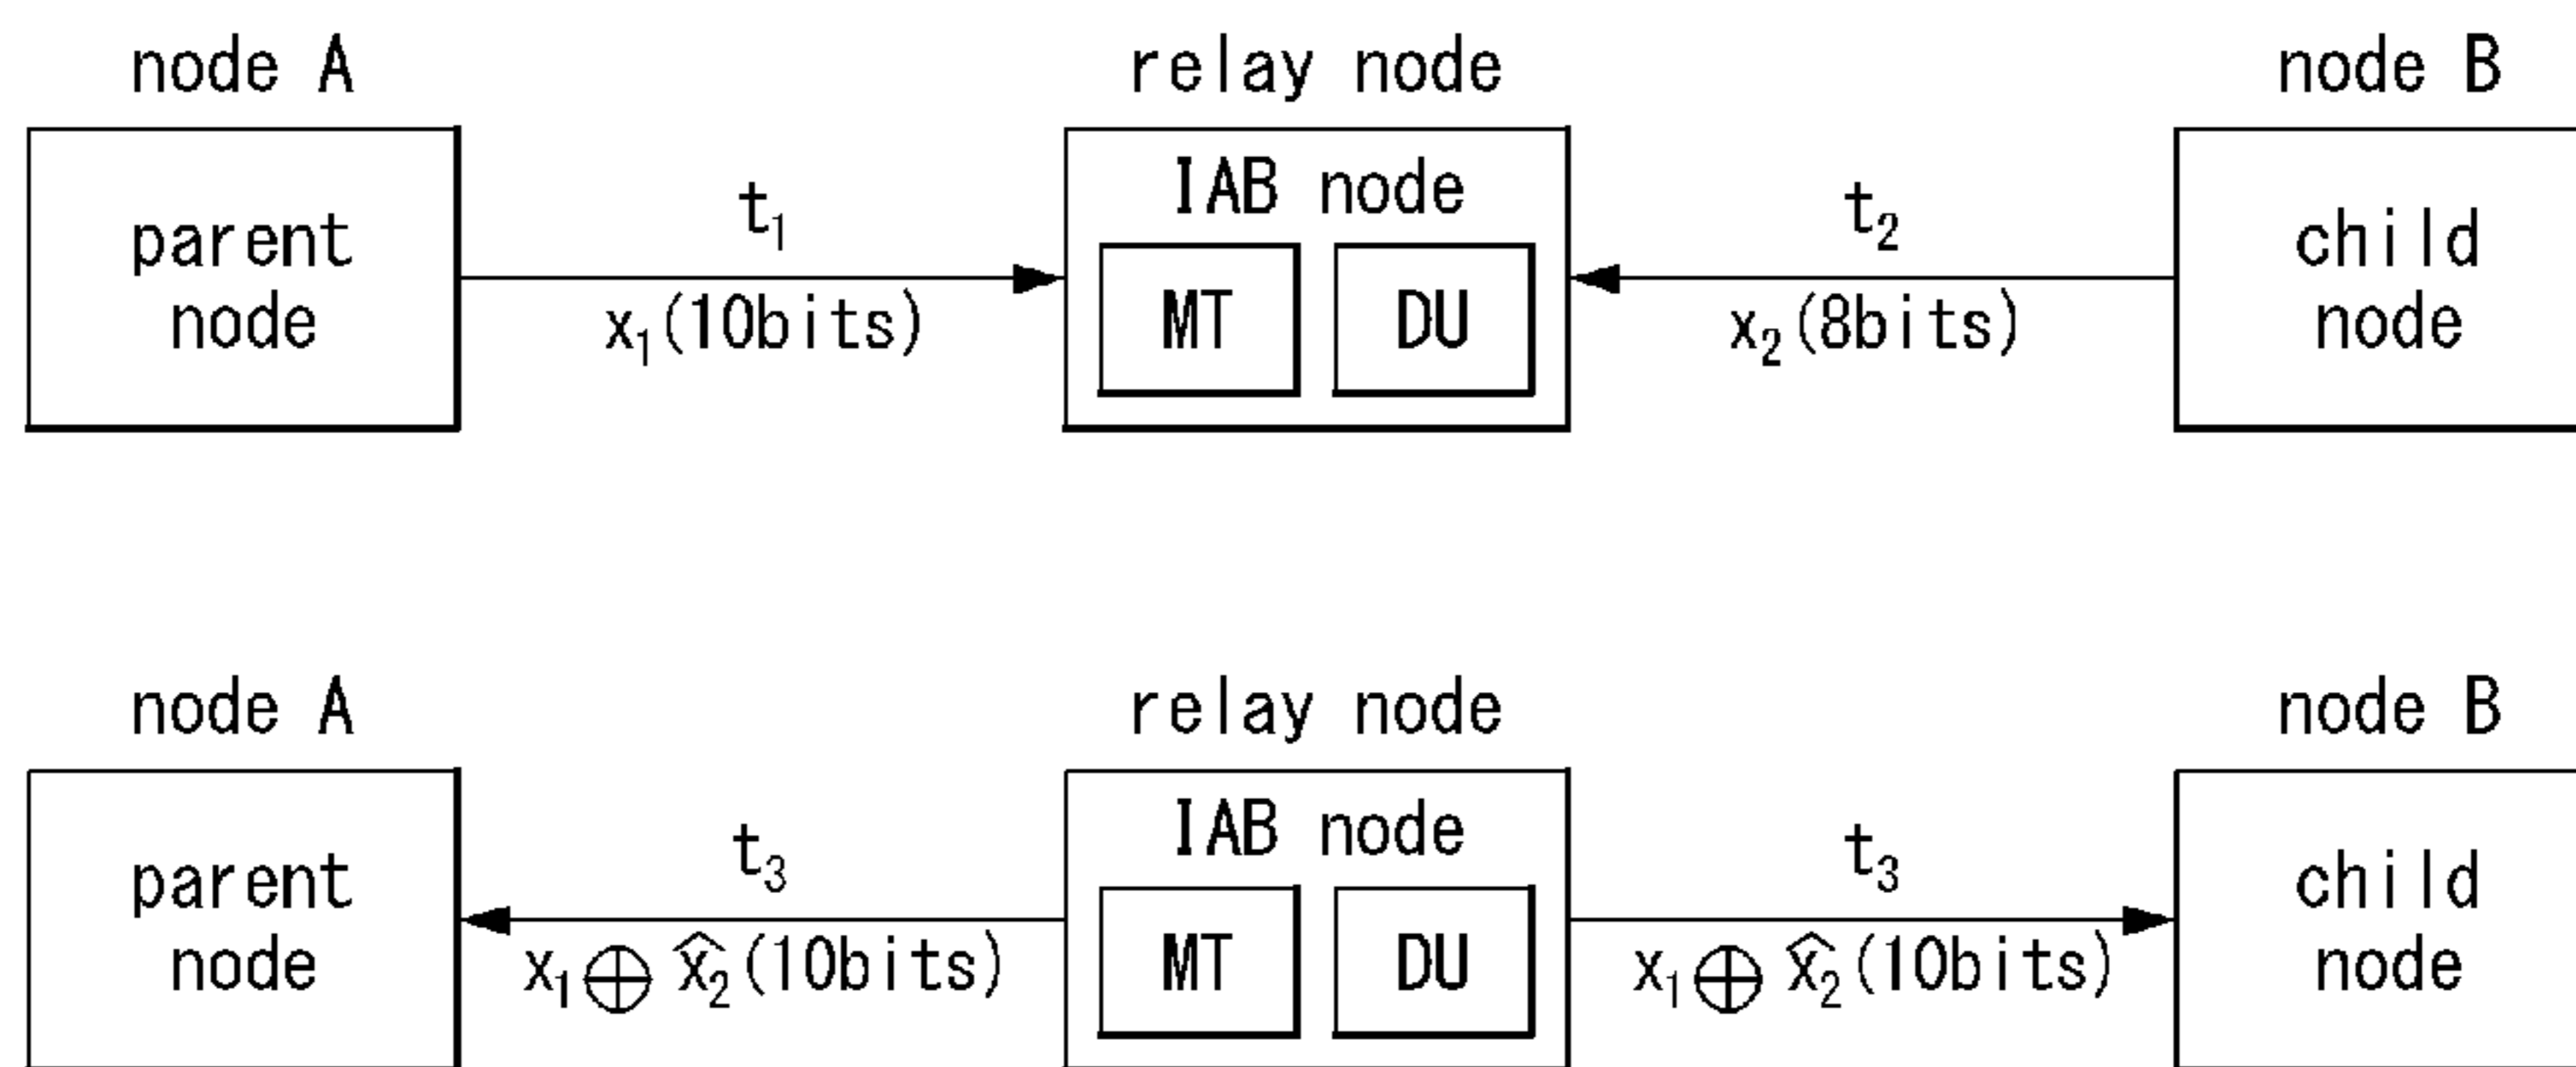 node A
relay node
node B
parent
node
t₁
x₁(10bits)
IAB node
MT
DU
t₂
x₂(8bits)
child
node
node A
relay node
node B
parent
node
t₃
x₁⊕x̂₂(10bits)
IAB node
MT
DU
t₃
x₁⊕x̂₂(10bits)
child
node